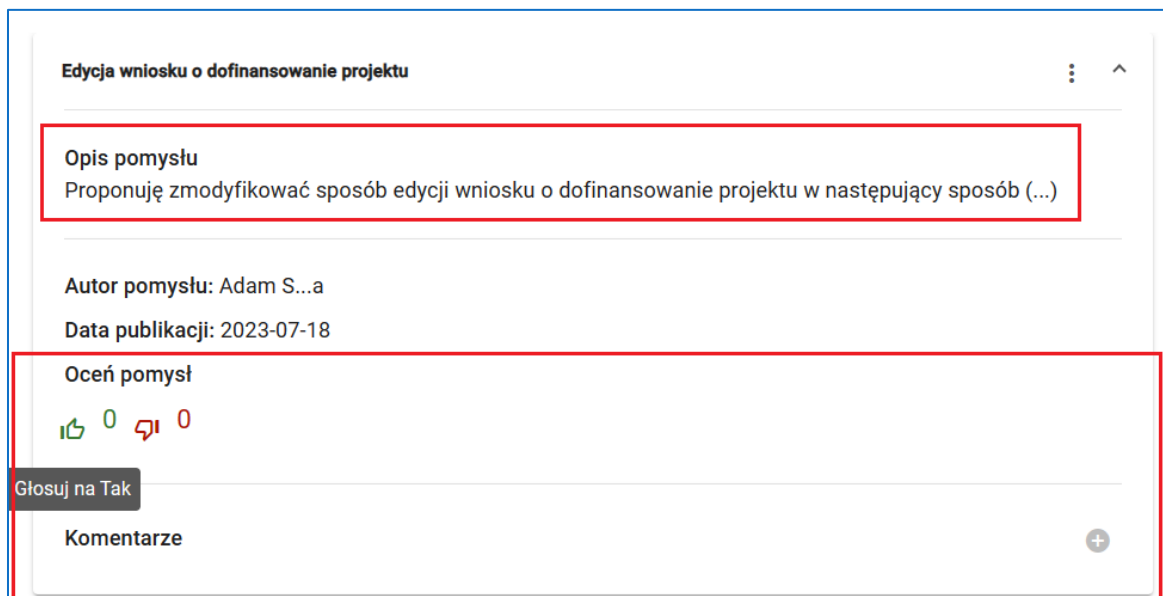 Edycja wniosku o dofinansowanie projektu
Opis pomysłu
Proponuję zmodyfikować sposób edycji wniosku o dofinansowanie projektu w następujący sposób (...)
Autor pomysłu: Adam S...a
Data publikacji: 2023-07-18
Oceń pomysł
0 0
Głosuj na Tak
Komentarze